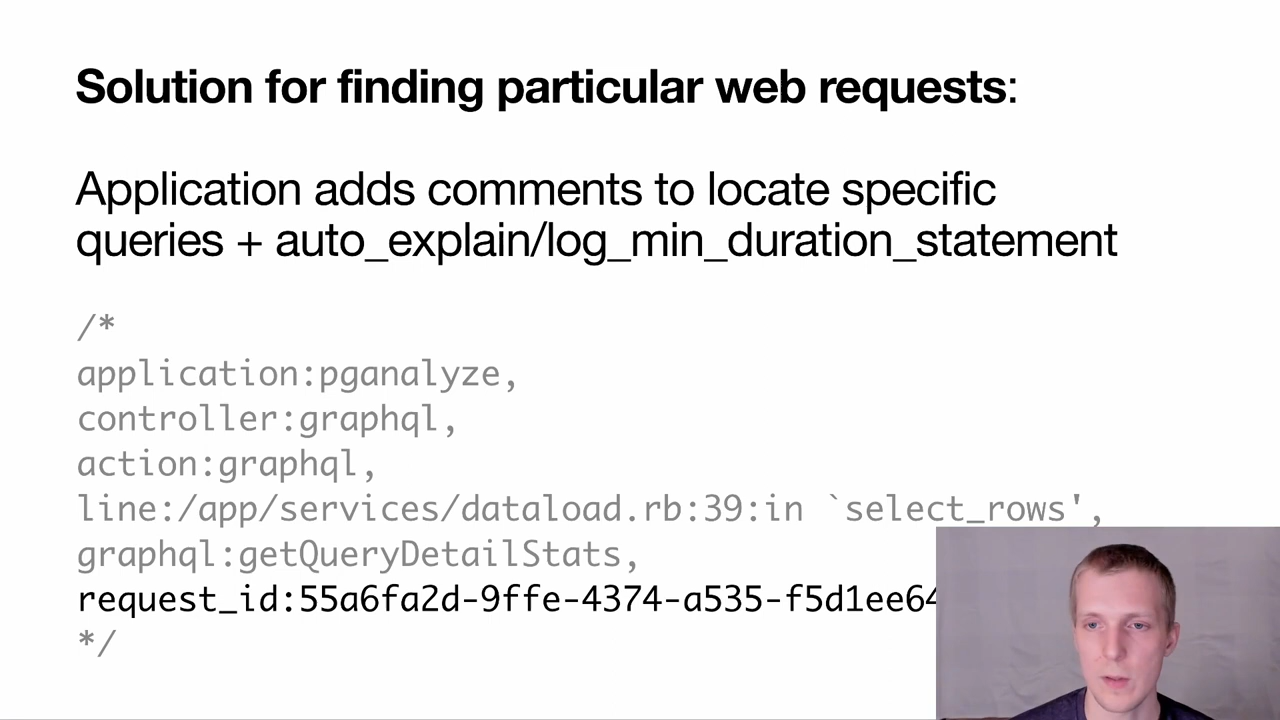 Solution for finding particular web requests:
Application adds comments to locate specific
queries + auto_explain/log_min_duration_statement
/*
application:pganalyze,
controller:graphql,
action:graphql,
line:/app/services/dataload.rb:39:in `select_rows',
graphql:getQueryDetailStats,
request_id:55a6fa2d-9ffe-4374-a535-f5d1ee64
*/